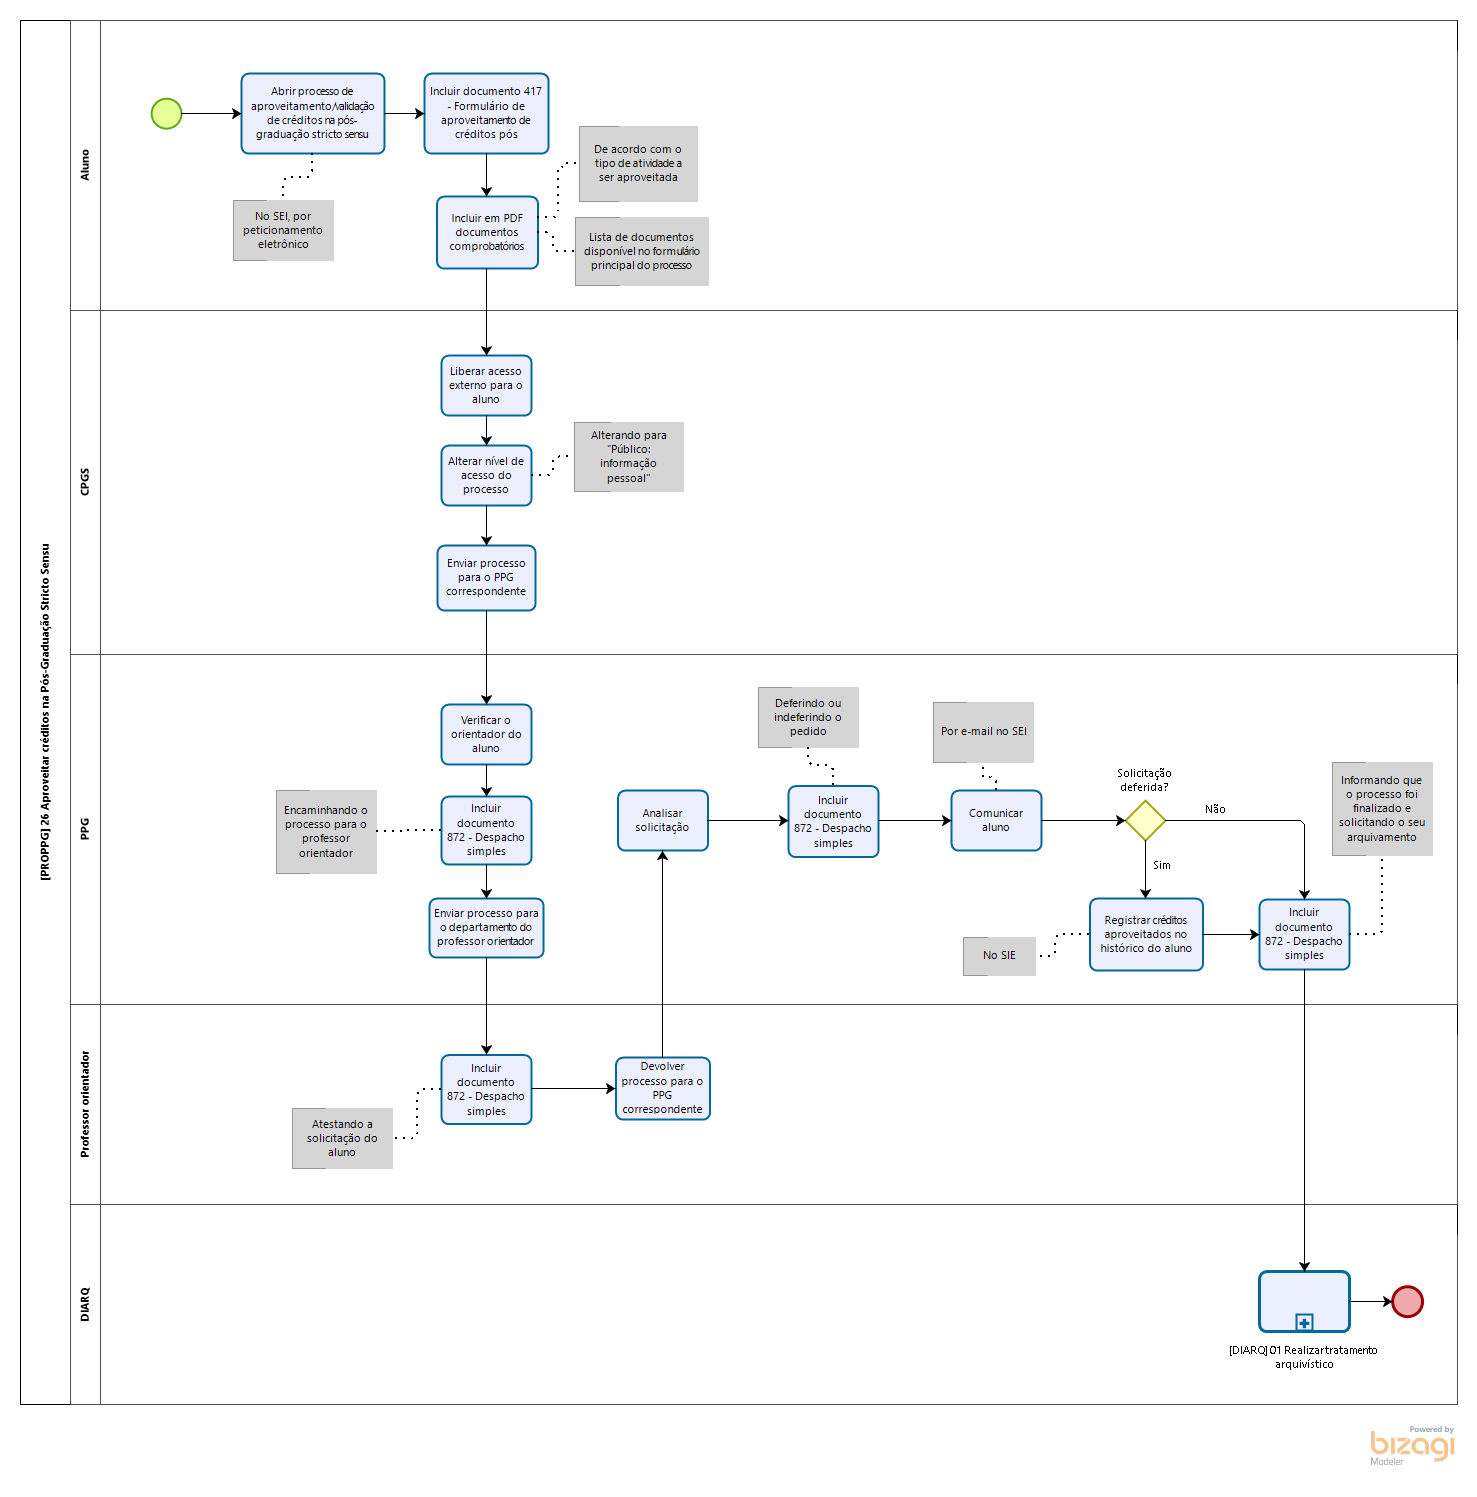 [PROPPG] 26 Aproveitar créditos na Pós-Graduação Stricto Sensu
Aluno
Abrir processo de
aproveitamento/validação
de créditos na pós-
graduação stricto sensu
Incluir documento 417
- Formulário de
aproveitamento de
créditos pós
De acordo com o
tipo de atividade a
ser aproveitada
No SEI, por
peticionamento
eletrônico
Incluir em PDF
documentos
comprobatórios
Lista de documentos
disponível no formulário
principal do processo
CPGS
Liberar acesso
externo para o
aluno
Alterar nível de
acesso do
processo
Alterando para
"Público:
informação
pessoal"
Enviar processo
para o PPG
correspondente
PPG
Verificar o
orientador do
aluno
Encaminhando o
processo para o
professor
orientador
Incluir
documento
872 - Despacho
simples
Enviar processo para
o departamento do
professor orientador
Analisar
solicitação
Deferindo ou
indeferindo o
pedido
Incluir
documento
872 - Despacho
simples
Por e-mail no SEI
Comunicar
aluno
Solicitação
deferida?
Não
Sim
Informando que
o processo foi
finalizado e
solicitando o seu
arquivamento
No SIE
Registrar créditos
aproveitados no
histórico do aluno
Incluir
documento
872 - Despacho
simples
Professor orientador
Incluir
documento
872 - Despacho
simples
Atestando a
solicitação do
aluno
Devolver
processo para o
PPG
correspondente
DIARQ
[DIARQ] 01 Realizar tratamento
arquivístico
Powered by
bizagi
Modeler